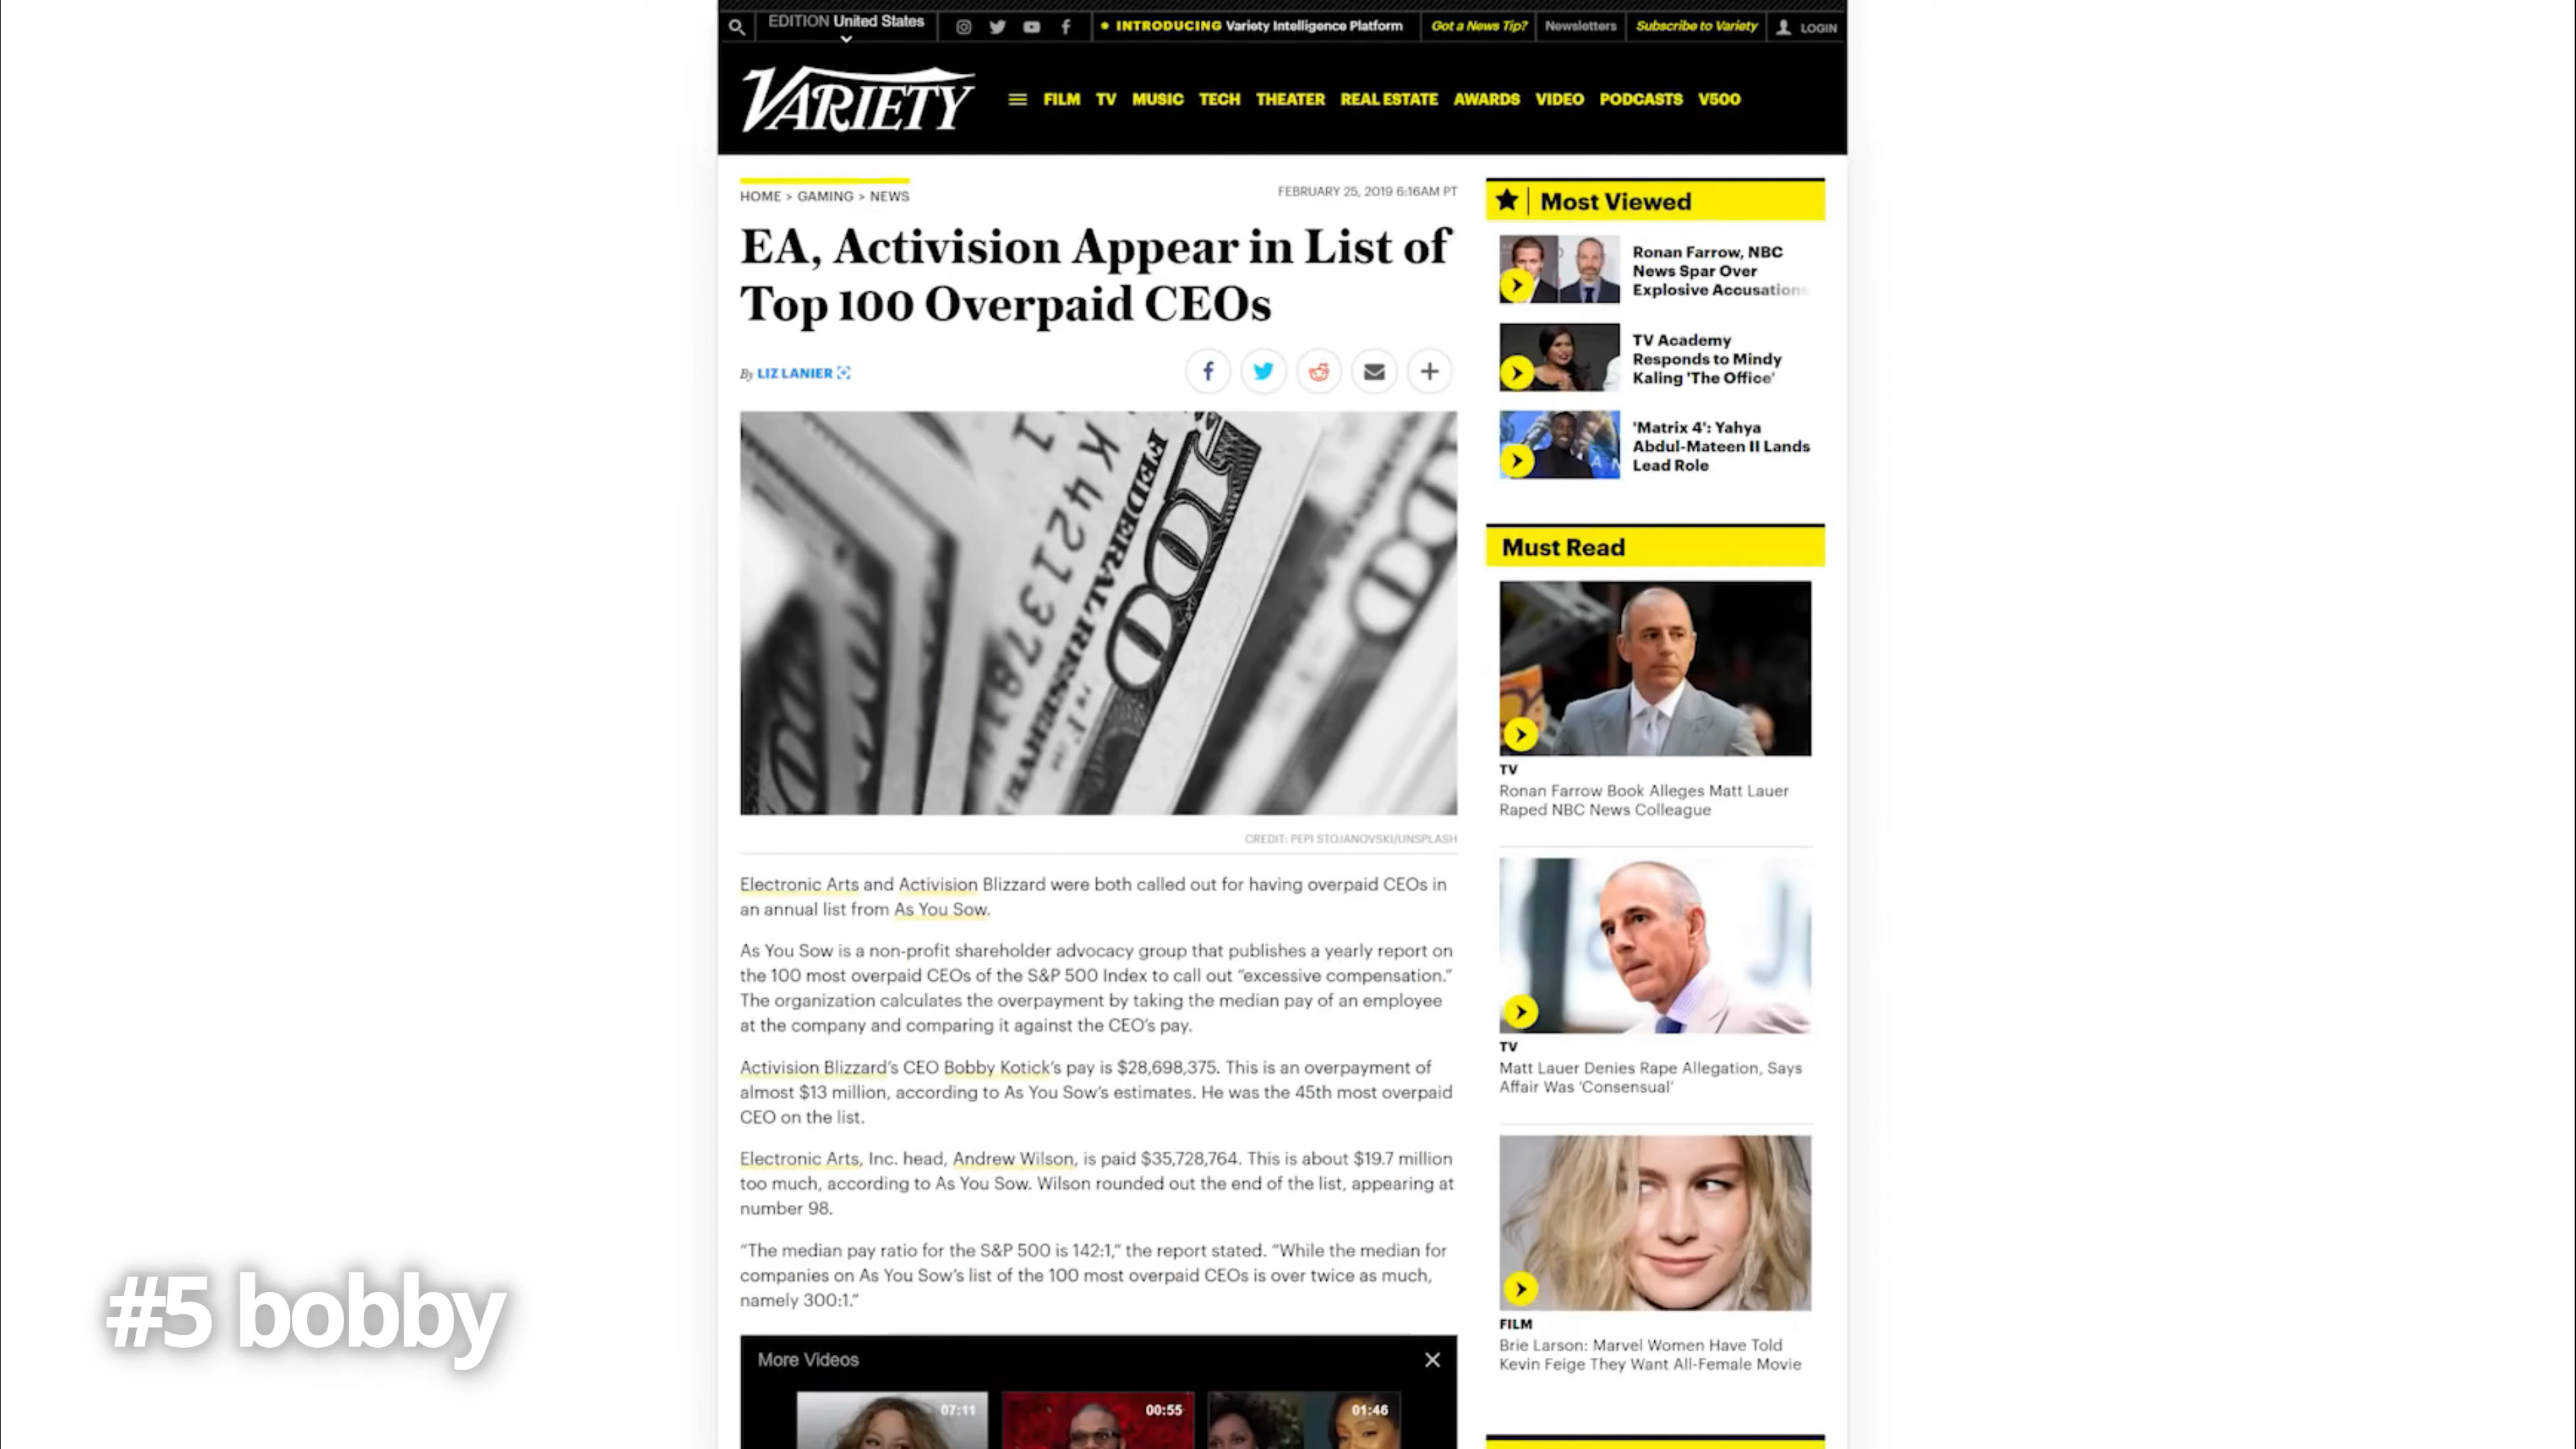 EDITION United States
INTRODUCING Variety Intelligence Platform
Got a News Tip?
Newsletters
Subscribe to Variety
LOGIN
VARIETY
FILM TV MUSIC TECH THEATER REAL ESTATE AWARDS VIDEO PODCASTS V500
HOME > GAMING > NEWS
FEBRUARY 25, 2019 6:16AM PT
EA, Activision Appear in List of
Top 100 Overpaid CEOs
By LIZ LANIER
FEDERAL RESERVE
100
CREDIT: PEPI STOJANOVSKI/UNSPLASH
Electronic Arts and Activision Blizzard were both called out for having overpaid CEOs in
an annual list from As You Sow.
As You Sow is a non-profit shareholder advocacy group that publishes a yearly report on
the 100 most overpaid CEOs of the S&P 500 Index to call out “excessive compensation.”
The organization calculates the overpayment by taking the median pay of an employee
at the company and comparing it against the CEO’s pay.
Activision Blizzard’s CEO Bobby Kotick’s pay is $28,698,375. This is an overpayment of
almost $13 million, according to As You Sow’s estimates. He was the 45th most overpaid
CEO on the list.
Electronic Arts, Inc. head, Andrew Wilson, is paid $35,728,764. This is about $19.7 million
too much, according to As You Sow. Wilson rounded out the end of the list, appearing at
number 98.
“The median pay ratio for the S&P 500 is 142:1,” the report stated. “While the median for
companies on As You Sow’s list of the 100 most overpaid CEOs is over twice as much,
namely 300:1.”
More Videos
07:11
00:55
01:46
Most Viewed
Ronan Farrow, NBC
News Spar Over
Explosive Accusations
TV Academy
Responds to Mindy
Kaling 'The Office'
'Matrix 4': Yahya
Abdul-Mateen II Lands
Lead Role
Must Read
TV
Ronan Farrow Book Alleges Matt Lauer
Raped NBC News Colleague
TV
Matt Lauer Denies Rape Allegation, Says
Affair Was ‘Consensual’
FILM
Brie Larson: Marvel Women Have Told
Kevin Feige They Want All-Female Movie
#5 bobby